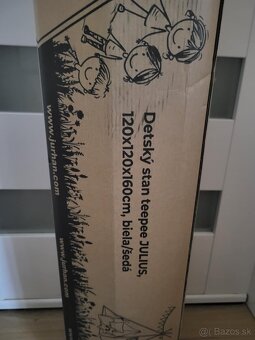 Detský stan teepee JULIUS,
120x120x160cm, biela/šedá
www.jurhan.com
www.jurhan.com
Bazos.sk